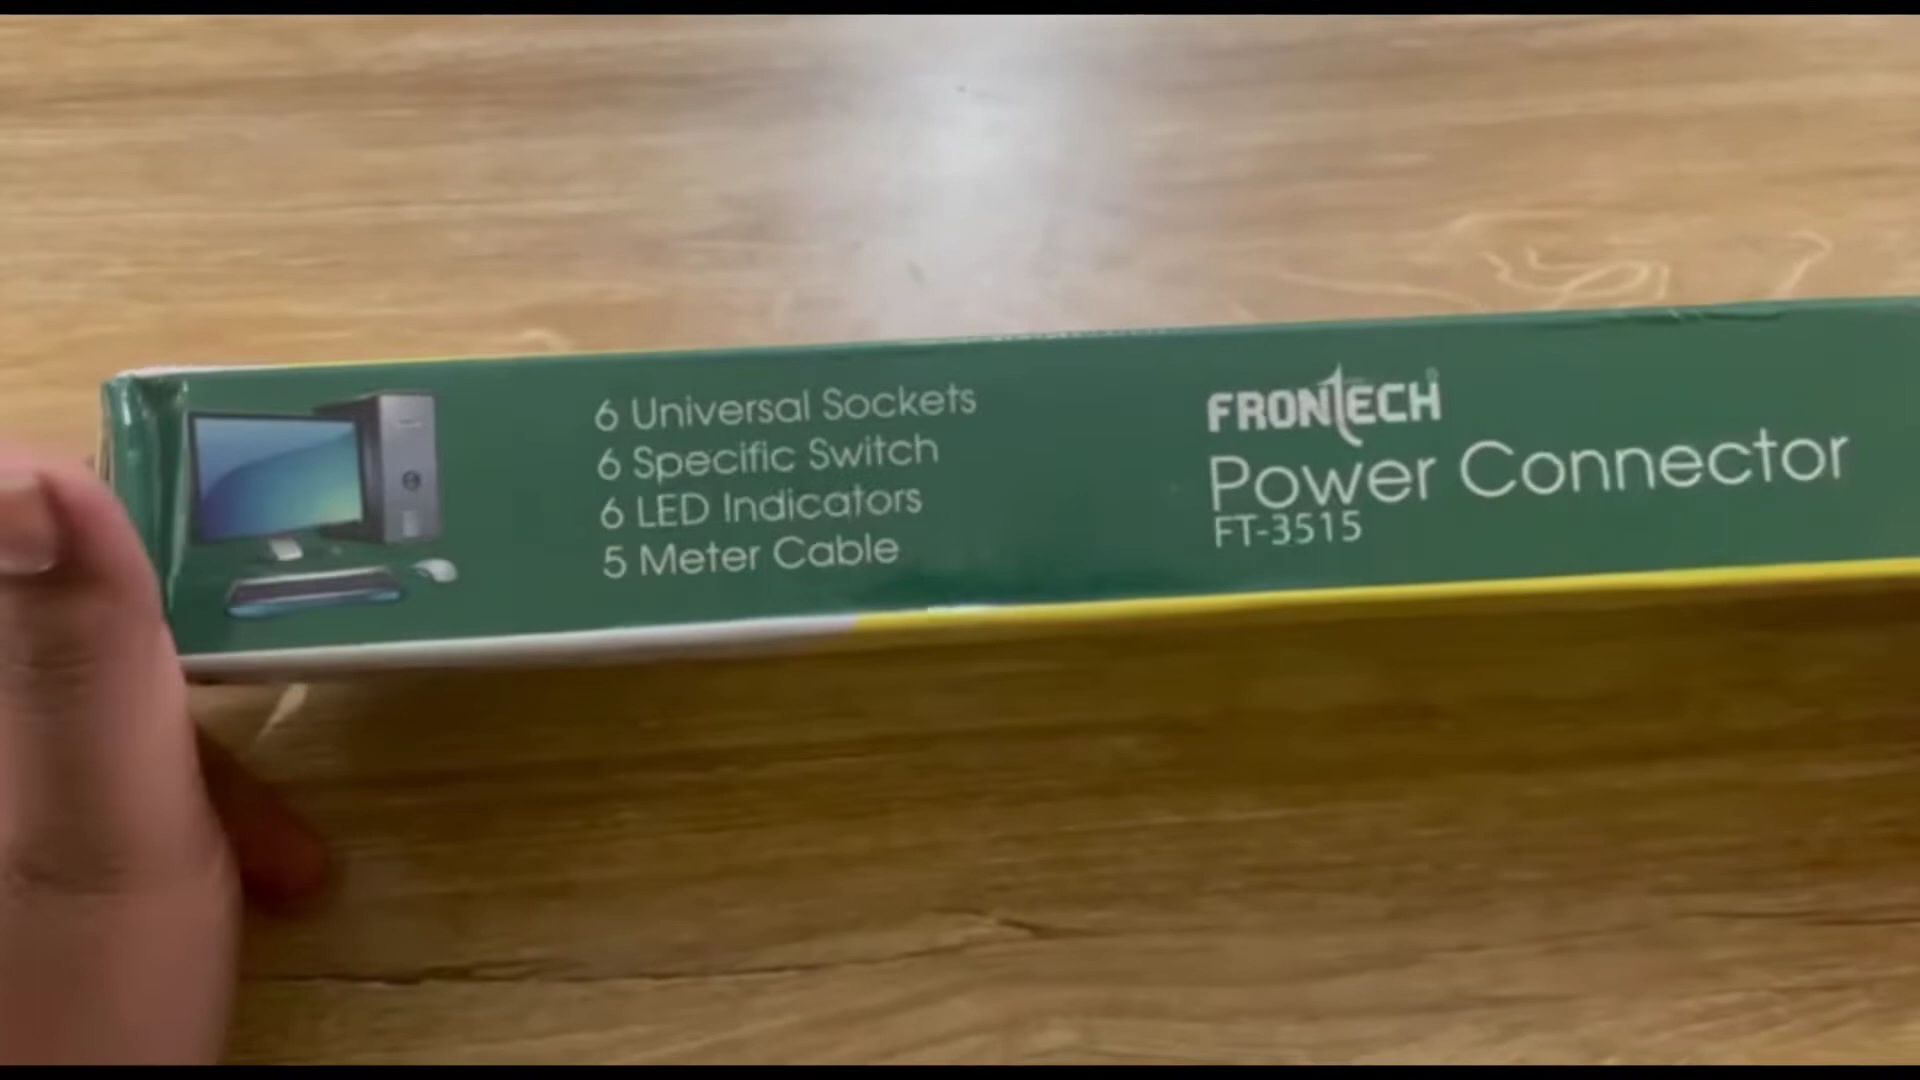 6 Universal Sockets
6 Specific Switch
6 LED Indicators
5 Meter Cable
FRONTECH
Power Connector
FT-3515